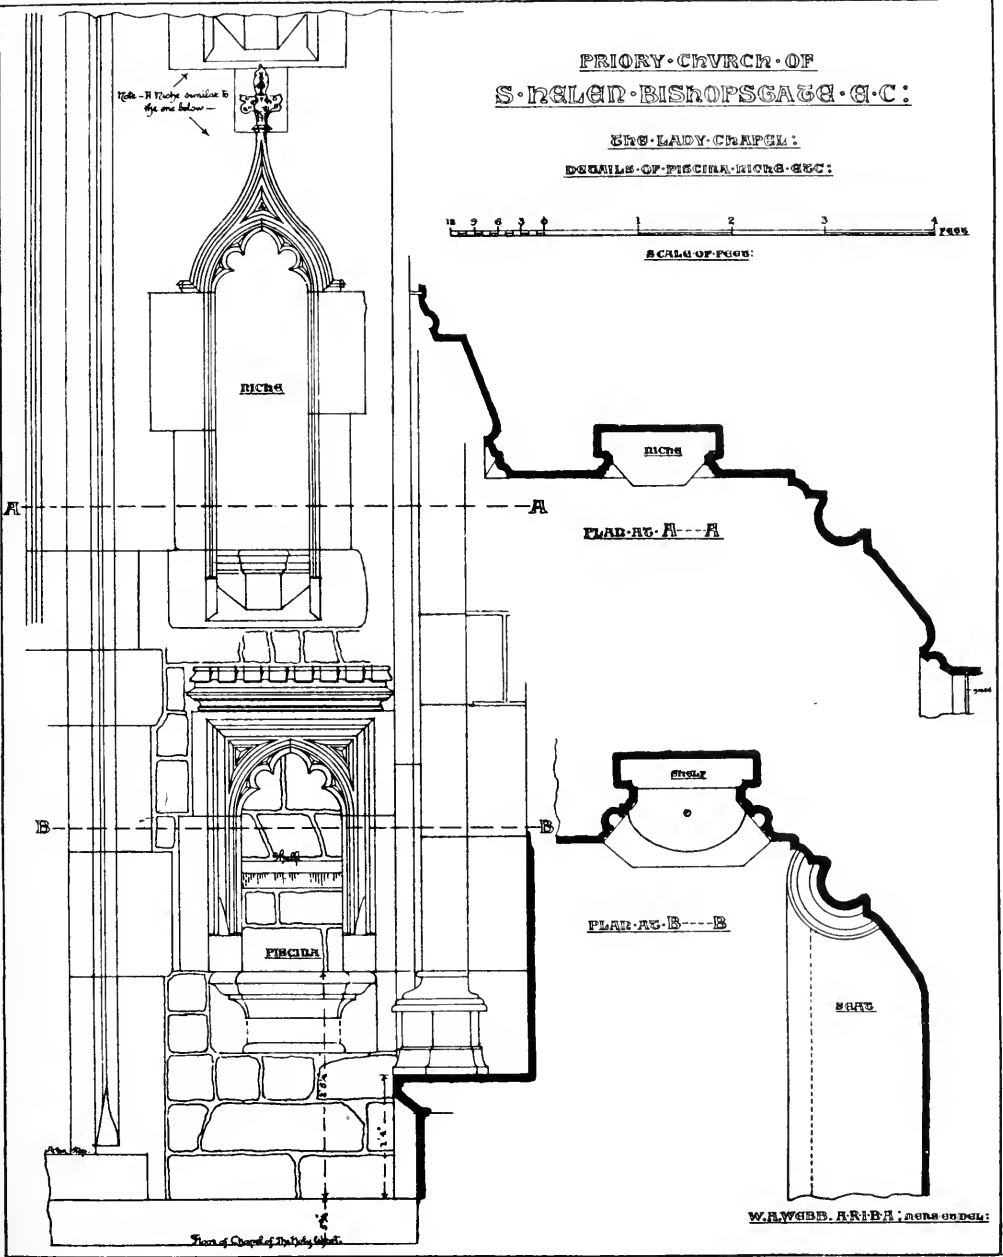 PRIORY·CHVRCH·OF
S·HELEN·BISHOPSGATE·E·C:
THE·LADY·CHAPEL:
DETAILS·OF·PISCINA·NICHE·ETC:
12 9 6 3 0 1 2 3 4 FEET
SCALE·OF·FEET:
Note – A Niche similar to
the one below —
NICHE
A A
NICHE
PLAN·AT·A----A
SHELF
B B
Shelf
PLAN·AT·B----B
PISCINA
SEAT
Floor of Chapel of The Holy Ghost.
W.A.WEBB. A·R·I·B·A; MENS·ET·DEL: